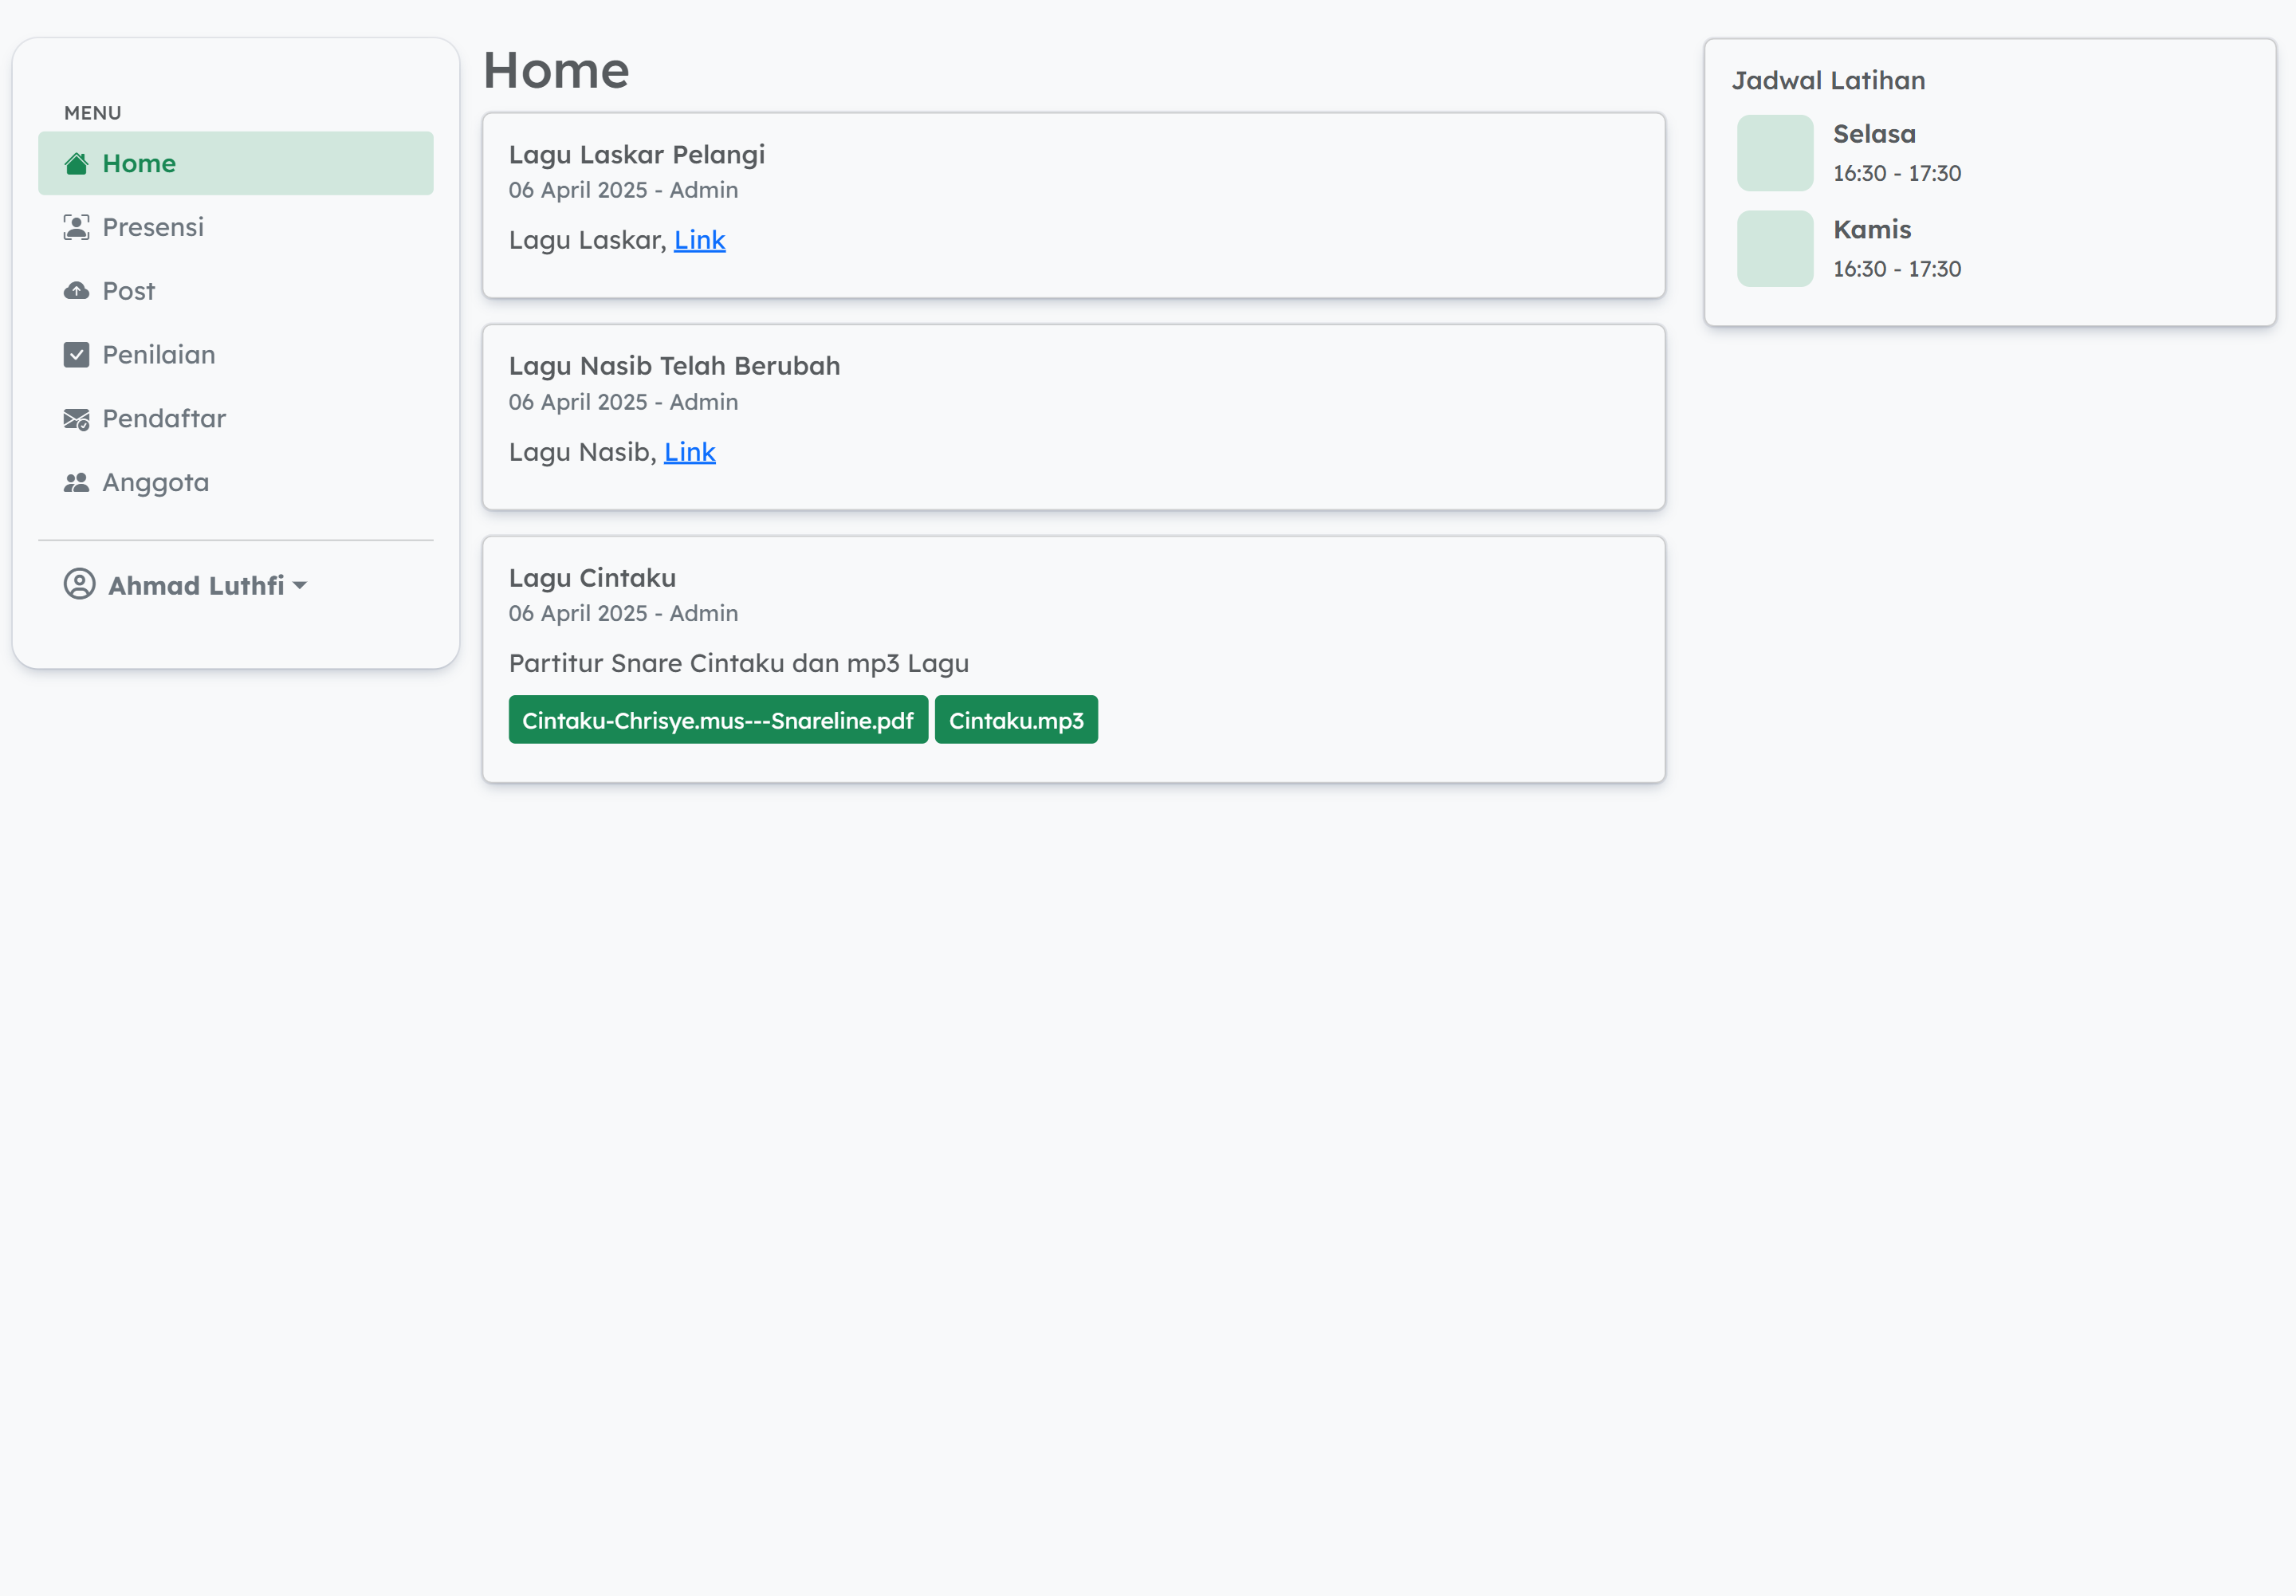 MENU
Home
Presensi
Post
Penilaian
Pendaftar
Anggota
Ahmad Luthfi
Home
Lagu Laskar Pelangi
06 April 2025 - Admin
Lagu Laskar, Link
Lagu Nasib Telah Berubah
06 April 2025 - Admin
Lagu Nasib, Link
Lagu Cintaku
06 April 2025 - Admin
Partitur Snare Cintaku dan mp3 Lagu
Cintaku-Chrisye.mus---Snareline.pdf Cintaku.mp3
Jadwal Latihan
Selasa
16:30 - 17:30
Kamis
16:30 - 17:30